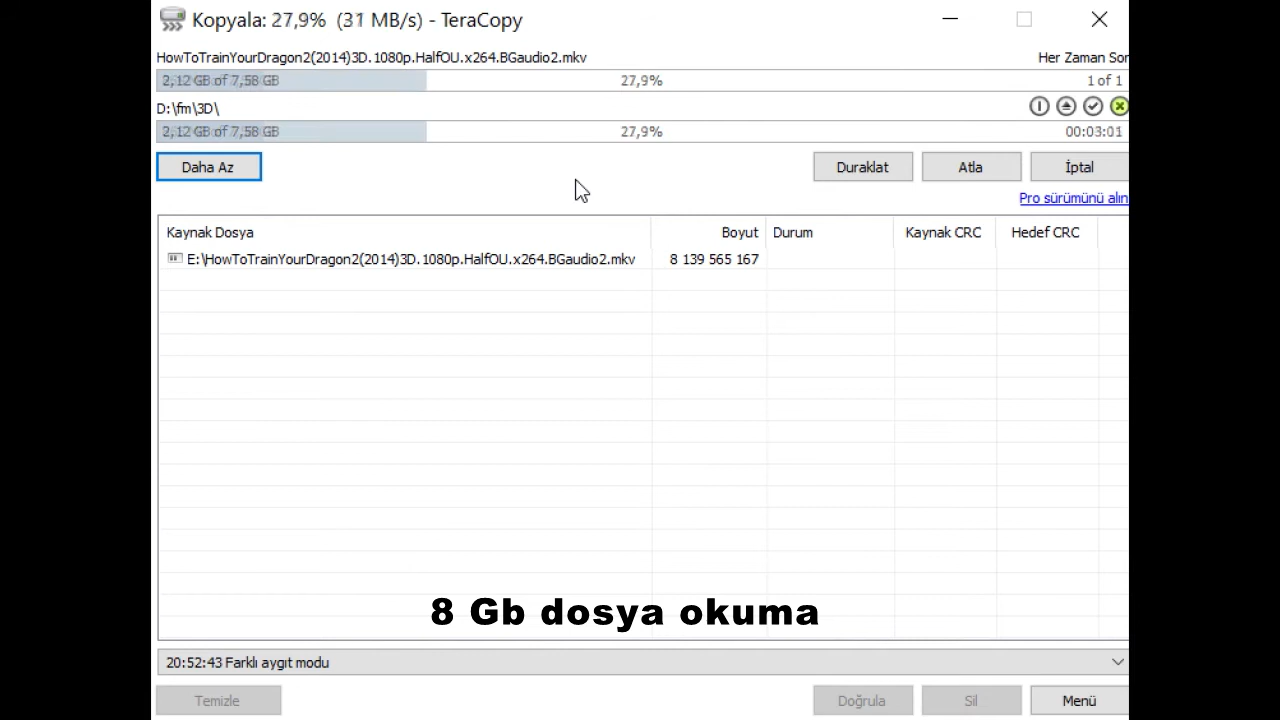 Kopyala: 27,9% (31 MB/s) - TeraCopy
HowToTrainYourDragon2(2014)3D.1080p.HalfOU.x264.BGaudio2.mkv Her Zaman Sor
2,12 GB of 7,58 GB 27,9% 1 of 1
D:\fm\3D\
2,12 GB of 7,58 GB 27,9% 00:03:01
Daha Az Duraklat Atla İptal
Pro sürümünü alın
Kaynak Dosya Boyut Durum Kaynak CRC Hedef CRC
E:\HowToTrainYourDragon2(2014)3D.1080p.HalfOU.x264.BGaudio2.mkv 8 139 565 167
8 Gb dosya okuma
20:52:43 Farklı aygıt modu
Temizle Doğrula Sil Menü